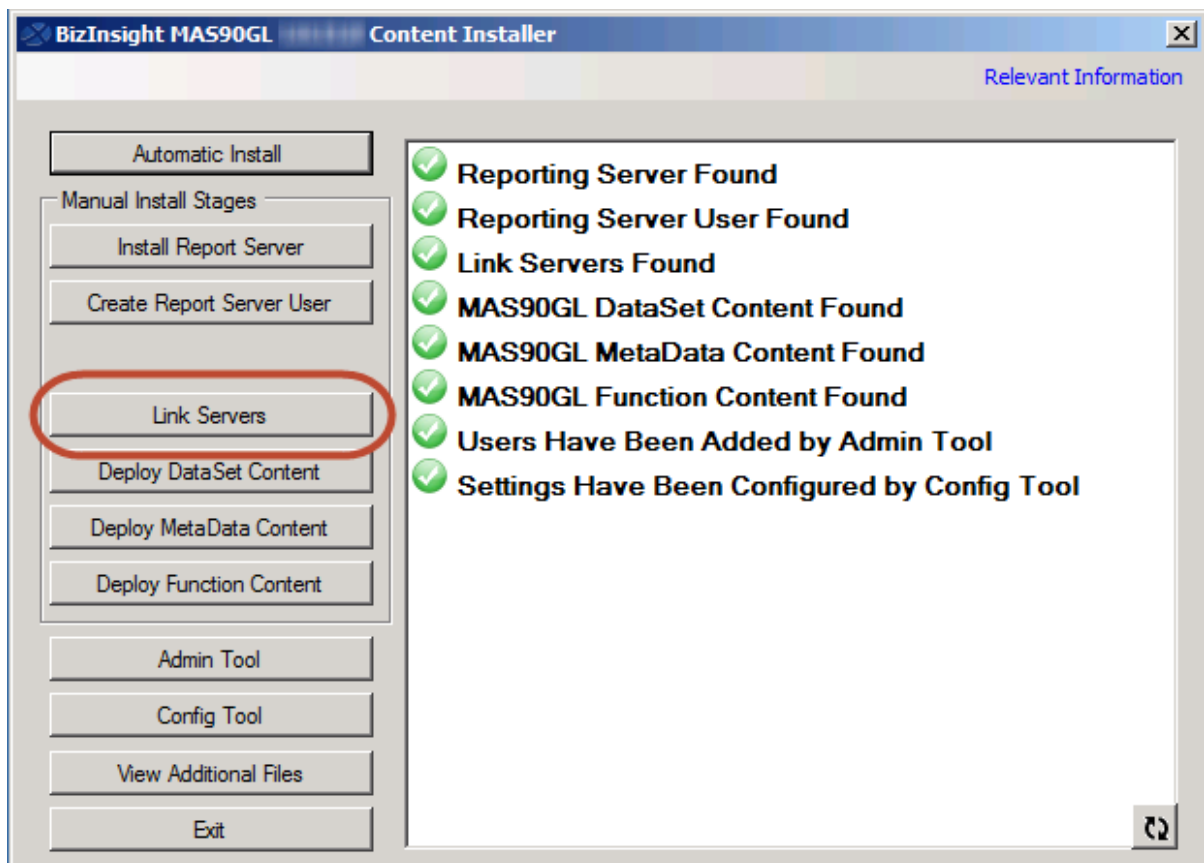 BizInsight MAS90GL Content Installer
Relevant Information
Automatic Install
Manual Install Stages
Install Report Server
Create Report Server User
Link Servers
Deploy DataSet Content
Deploy MetaData Content
Deploy Function Content
Admin Tool
Config Tool
View Additional Files
Exit
Reporting Server Found
Reporting Server User Found
Link Servers Found
MAS90GL DataSet Content Found
MAS90GL MetaData Content Found
MAS90GL Function Content Found
Users Have Been Added by Admin Tool
Settings Have Been Configured by Config Tool